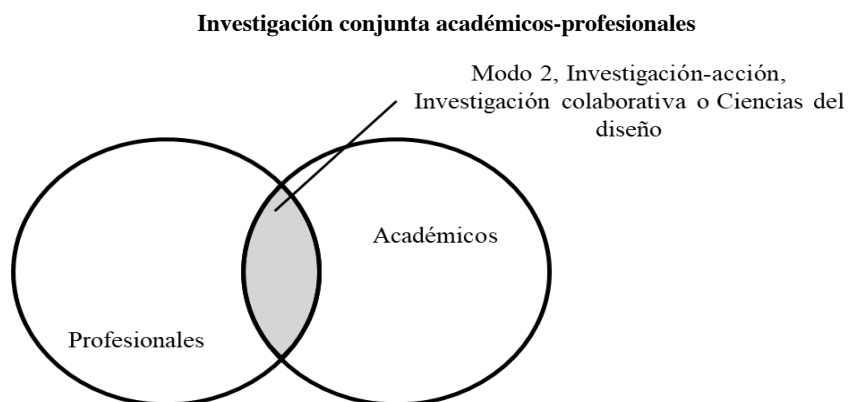 Investigación conjunta académicos-profesionales
Modo 2, Investigación-acción,
Investigación colaborativa o Ciencias del
diseño
Académicos
Profesionales